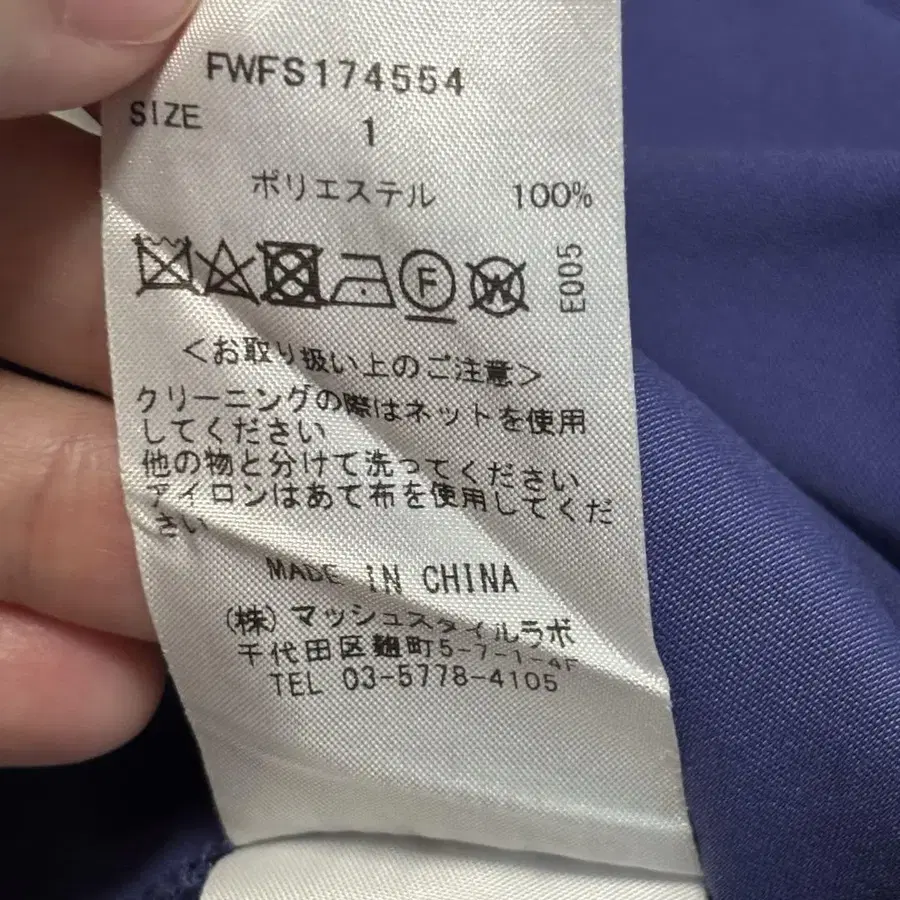 FWFS174554
SIZE 1
ポリエステル 100%
F W E005
<お取り扱い上のご注意>
クリーニングの際はネットを使用
してください
他の物と分けて洗ってください
アイロンはあて布を使用してくだ
さい
MADE IN CHINA
(株)マッシュスタイルラボ
千代田区麹町5-7-1-4F
TEL 03-5778-4105